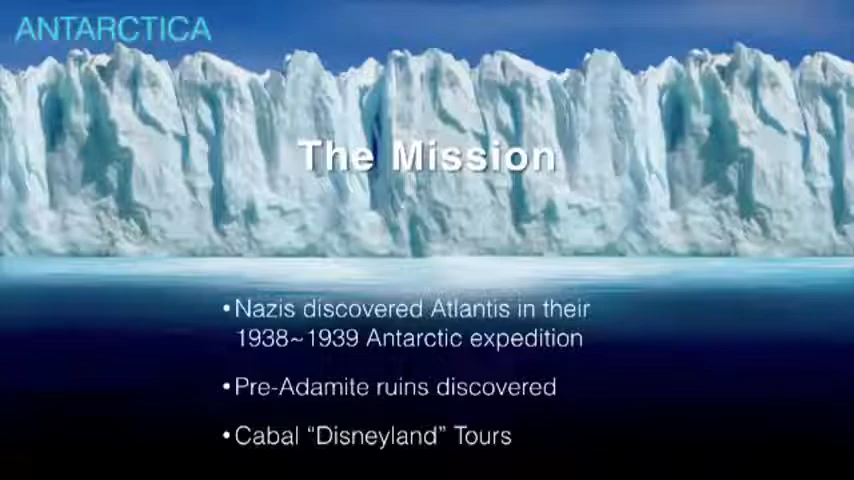 ANTARCTICA
The Mission
•Nazis discovered Atlantis in their
1938~1939 Antarctic expedition
•Pre-Adamite ruins discovered
•Cabal “Disneyland” Tours